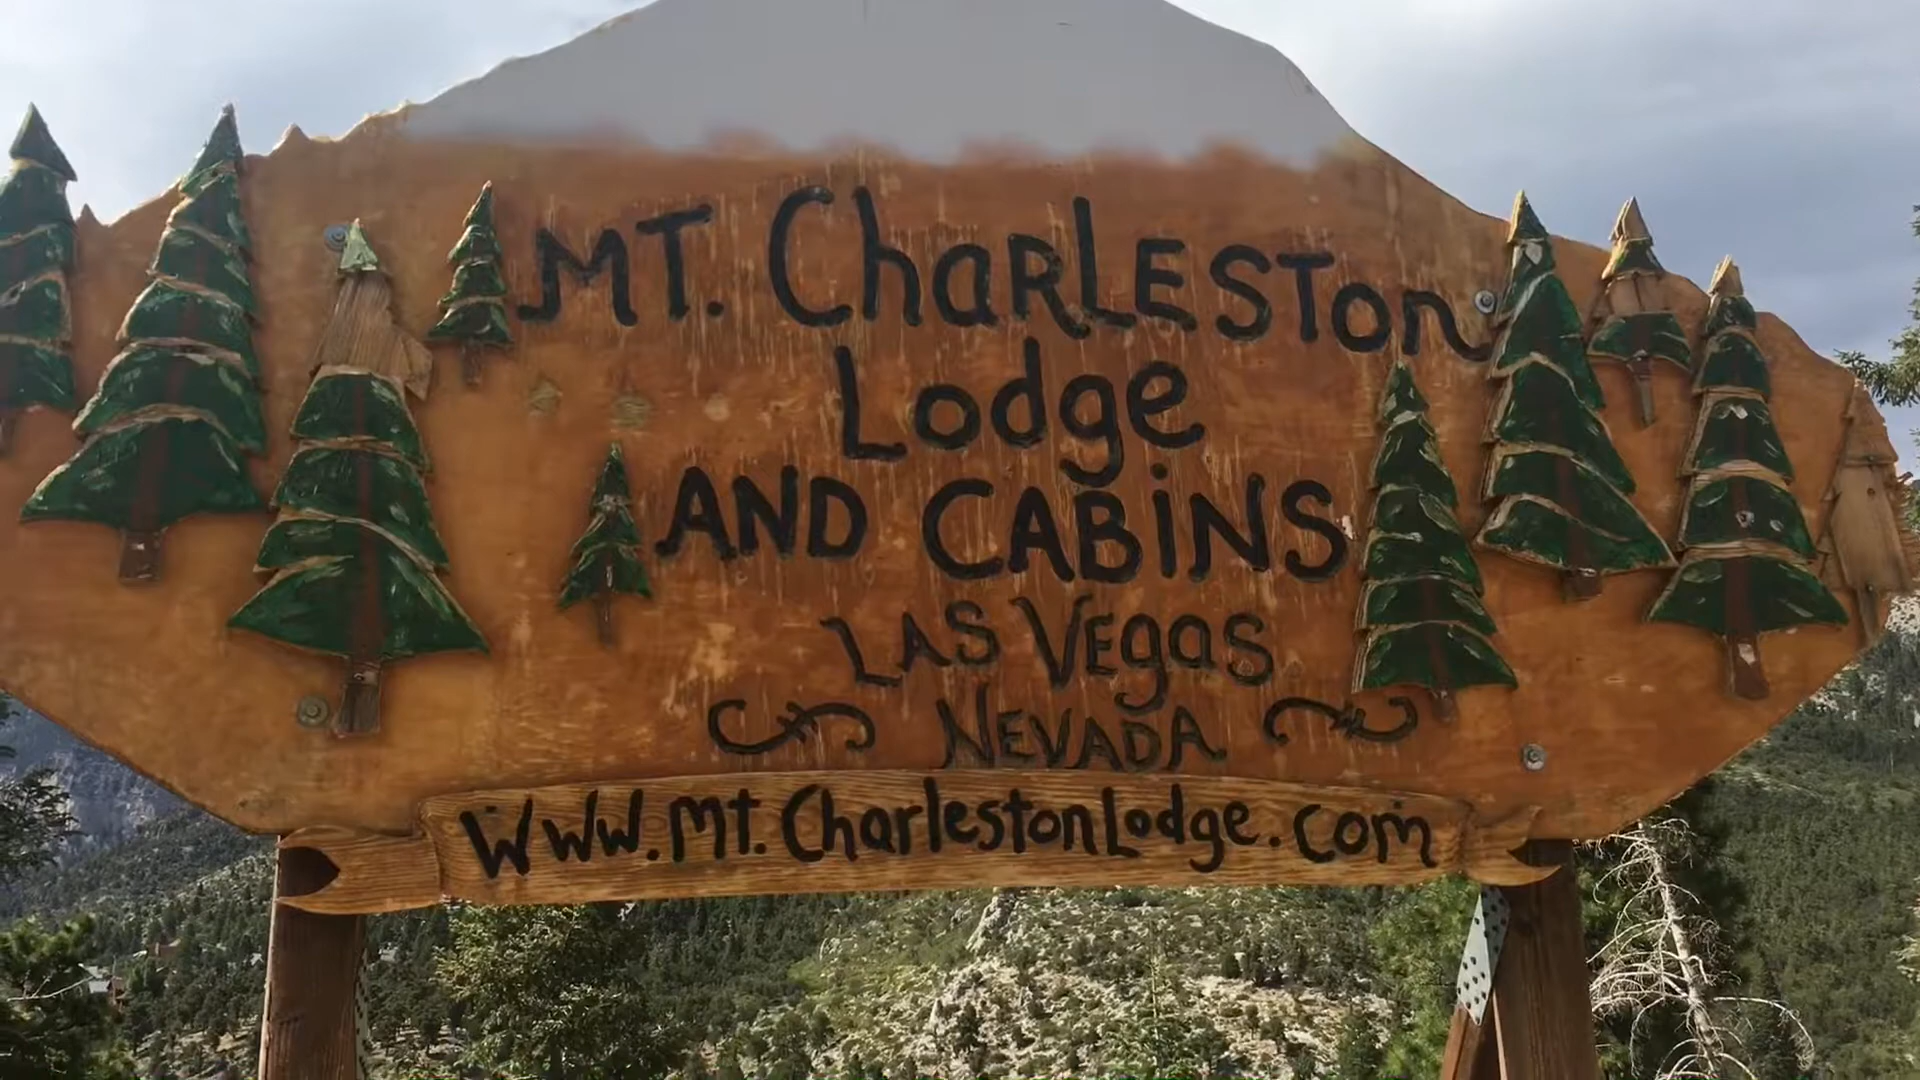 MT. ChaRLESTon
Lodge
AND CABiNS
LAS VEgaS
NEVADA
www.mt.CharlestonLodge.com